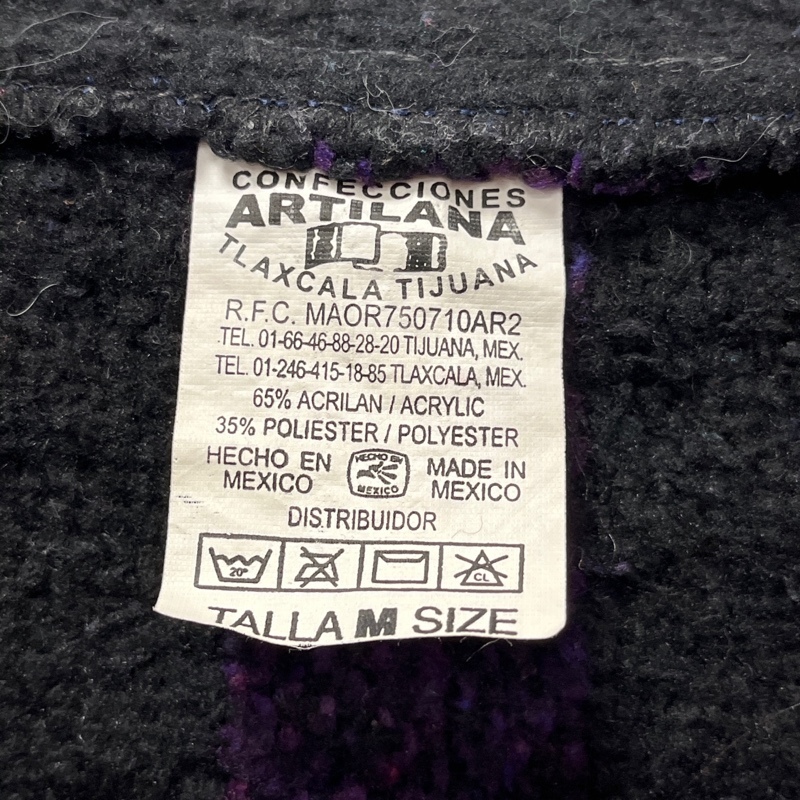 CONFECCIONES
ARTILANA
TLAXCALA TIJUANA
R.F.C. MAOR750710AR2
TEL. 01-66-46-88-28-20 TIJUANA, MEX.
TEL. 01-246-415-18-85 TLAXCALA, MEX.
65% ACRILAN / ACRYLIC
35% POLIESTER / POLYESTER
HECHO EN MEXICO
HECHO EN MEXICO
MADE IN MEXICO
DISTRIBUIDOR
20°
CL
TALLA M SIZE